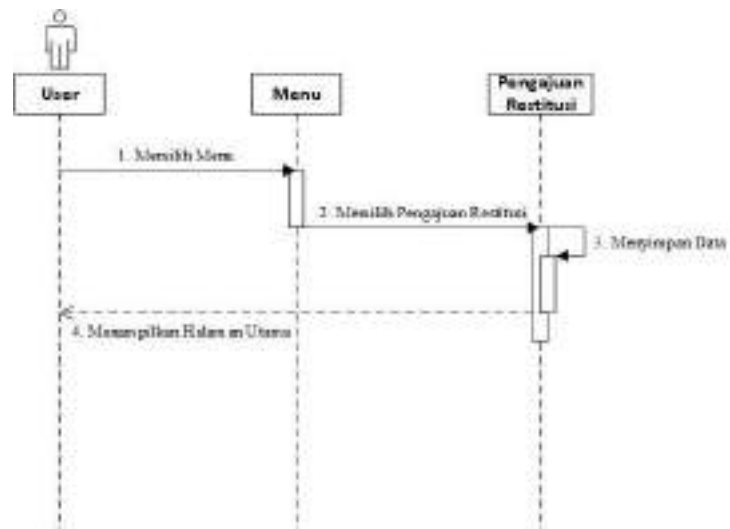 User
Menu
Pengajuan
Restitusi
1. Memilih Menu
2. Memilih Pengajuan Restitusi
3. Menyimpan Data
4. Menampilkan Halaman Utama